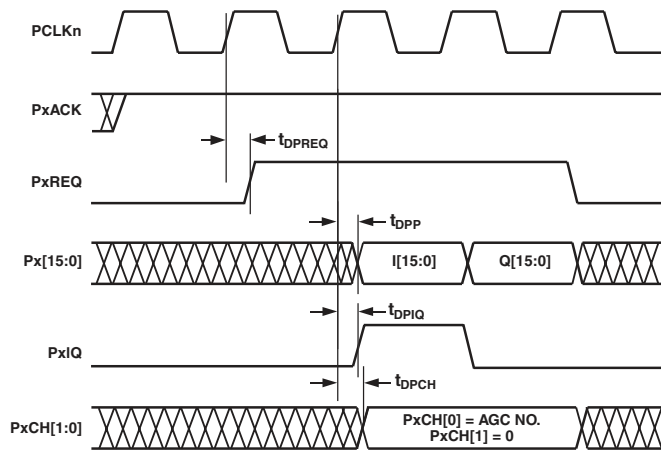 PCLKn
PxACK
tDPREQ
PxREQ
tDPP
Px[15:0]
I[15:0]
Q[15:0]
tDPIQ
PxIQ
tDPCH
PxCH[1:0]
PxCH[0] = AGC NO.
PxCH[1] = 0